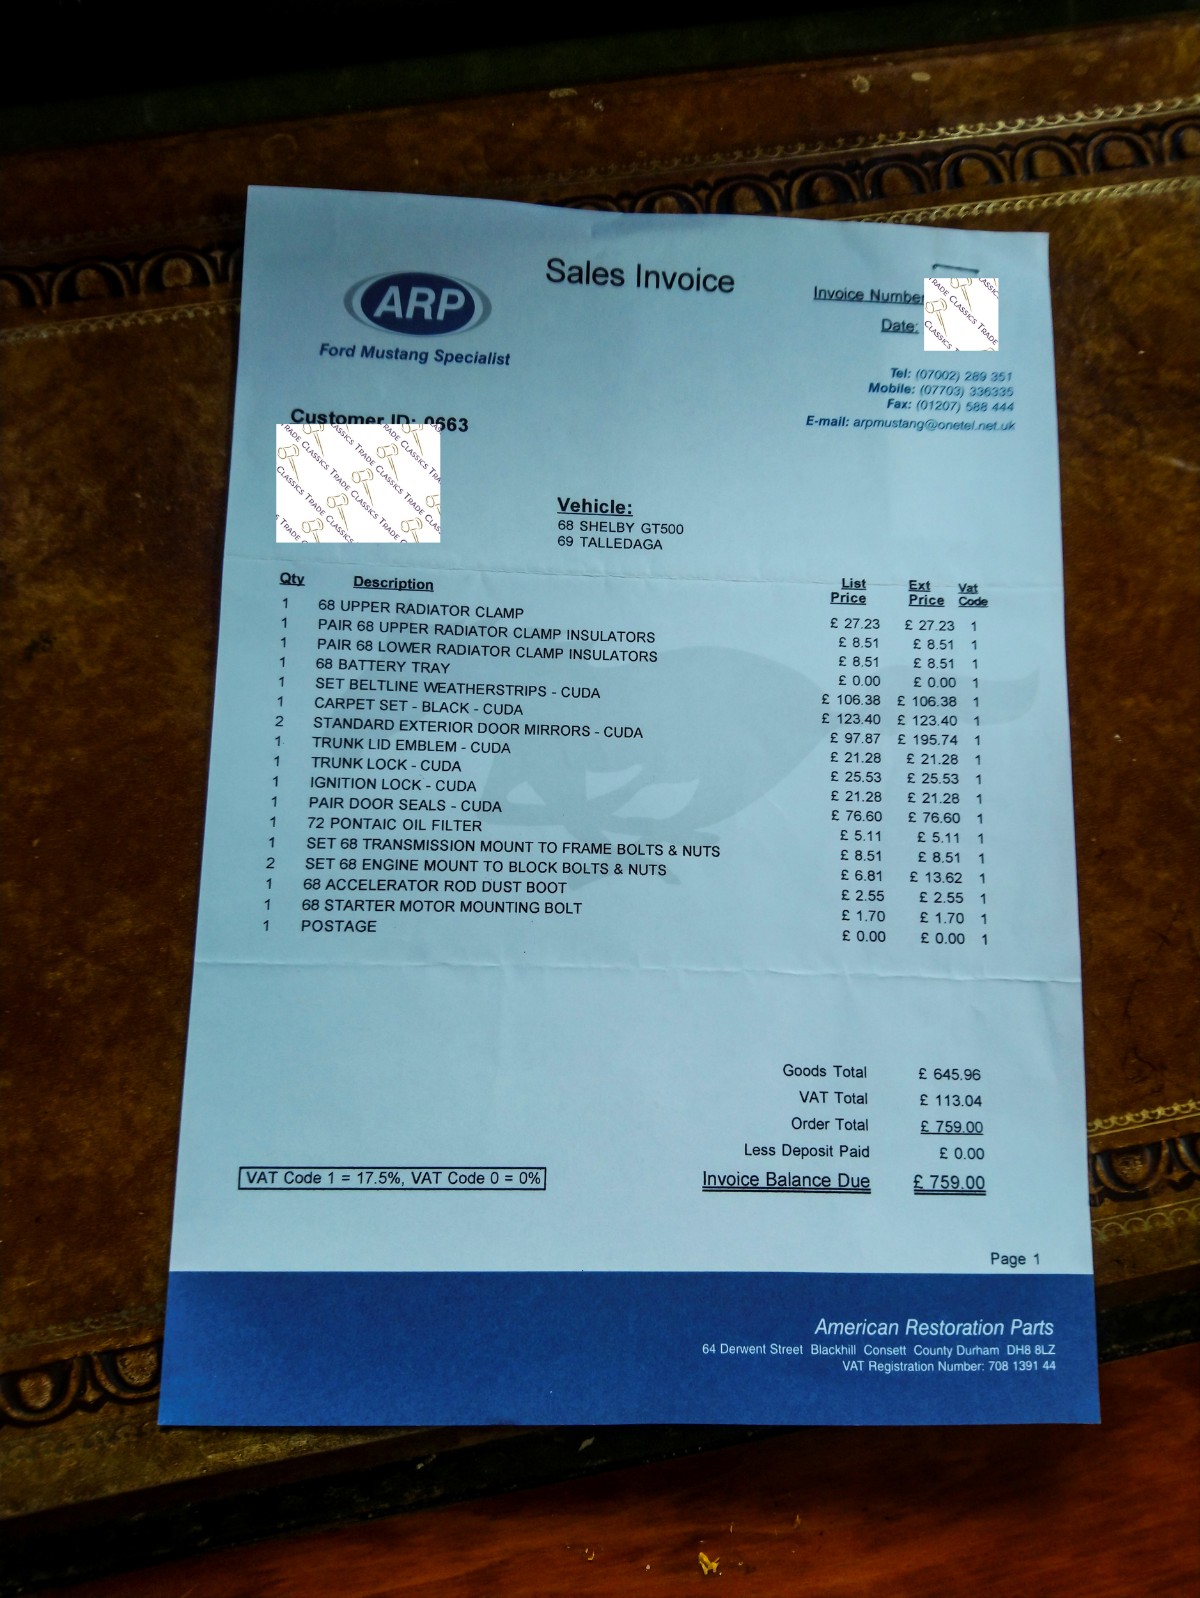 Sales Invoice
ARP
Ford Mustang Specialist
Invoice Number
Date:
Tel: (07002) 289 351
Mobile: (07703) 336335
Fax: (01207) 588 444
E-mail: arpmustang@onetel.net.uk
Customer ID: 0663
Vehicle:
68 SHELBY GT500
69 TALLEDAGA
Qty Description List Price Ext Price Vat Code
1 68 UPPER RADIATOR CLAMP £ 27.23 £ 27.23 1
1 PAIR 68 UPPER RADIATOR CLAMP INSULATORS £ 8.51 £ 8.51 1
1 PAIR 68 LOWER RADIATOR CLAMP INSULATORS £ 8.51 £ 8.51 1
1 68 BATTERY TRAY £ 0.00 £ 0.00 1
1 SET BELTLINE WEATHERSTRIPS - CUDA £ 106.38 £ 106.38 1
1 CARPET SET - BLACK - CUDA £ 123.40 £ 123.40 1
2 STANDARD EXTERIOR DOOR MIRRORS - CUDA £ 97.87 £ 195.74 1
1 TRUNK LID EMBLEM - CUDA £ 21.28 £ 21.28 1
1 TRUNK LOCK - CUDA £ 25.53 £ 25.53 1
1 IGNITION LOCK - CUDA £ 21.28 £ 21.28 1
1 PAIR DOOR SEALS - CUDA £ 76.60 £ 76.60 1
1 72 PONTAIC OIL FILTER £ 5.11 £ 5.11 1
1 SET 68 TRANSMISSION MOUNT TO FRAME BOLTS & NUTS £ 8.51 £ 8.51 1
2 SET 68 ENGINE MOUNT TO BLOCK BOLTS & NUTS £ 6.81 £ 13.62 1
1 68 ACCELERATOR ROD DUST BOOT £ 2.55 £ 2.55 1
1 68 STARTER MOTOR MOUNTING BOLT £ 1.70 £ 1.70 1
1 POSTAGE £ 0.00 £ 0.00 1
Goods Total £ 645.96
VAT Total £ 113.04
Order Total £ 759.00
Less Deposit Paid £ 0.00
VAT Code 1 = 17.5%, VAT Code 0 = 0%
Invoice Balance Due £ 759.00
Page 1
American Restoration Parts
64 Derwent Street Blackhill Consett County Durham DH8 8LZ
VAT Registration Number: 708 1391 44